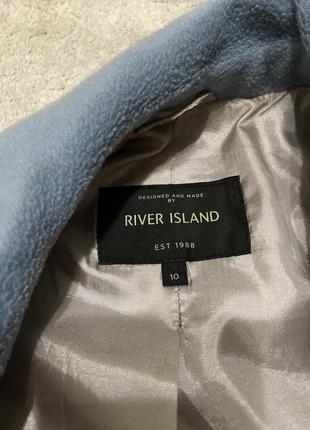 DESIGNED AND MADE
BY
RIVER ISLAND
EST 1988
10